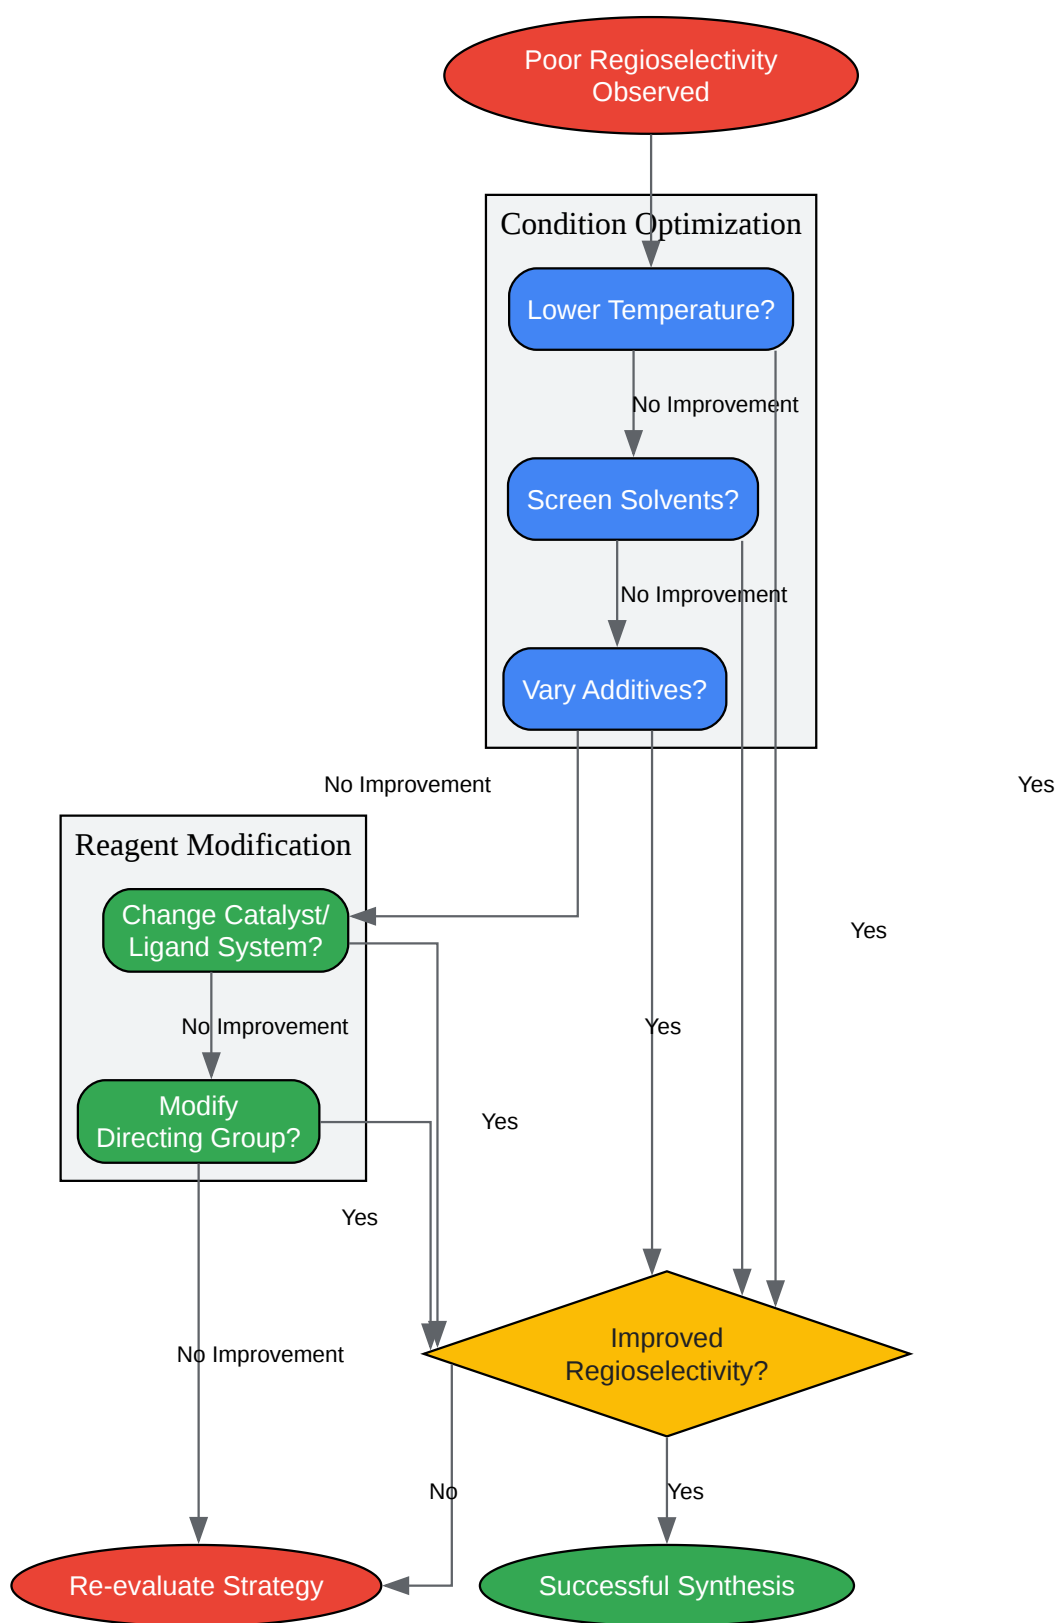 Poor Regioselectivity
Observed
Condition Optimization
Lower Temperature?
No Improvement
Screen Solvents?
No Improvement
Vary Additives?
No Improvement
Yes
Reagent Modification
Change Catalyst/
Ligand System?
Yes
No Improvement
Yes
Modify
Directing Group?
Yes
Yes
Improved
Regioselectivity?
No Improvement
No
Yes
Re-evaluate Strategy
Successful Synthesis